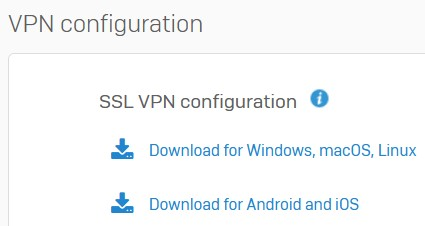 VPN configuration
SSL VPN configuration i
Download for Windows, macOS, Linux
Download for Android and iOS